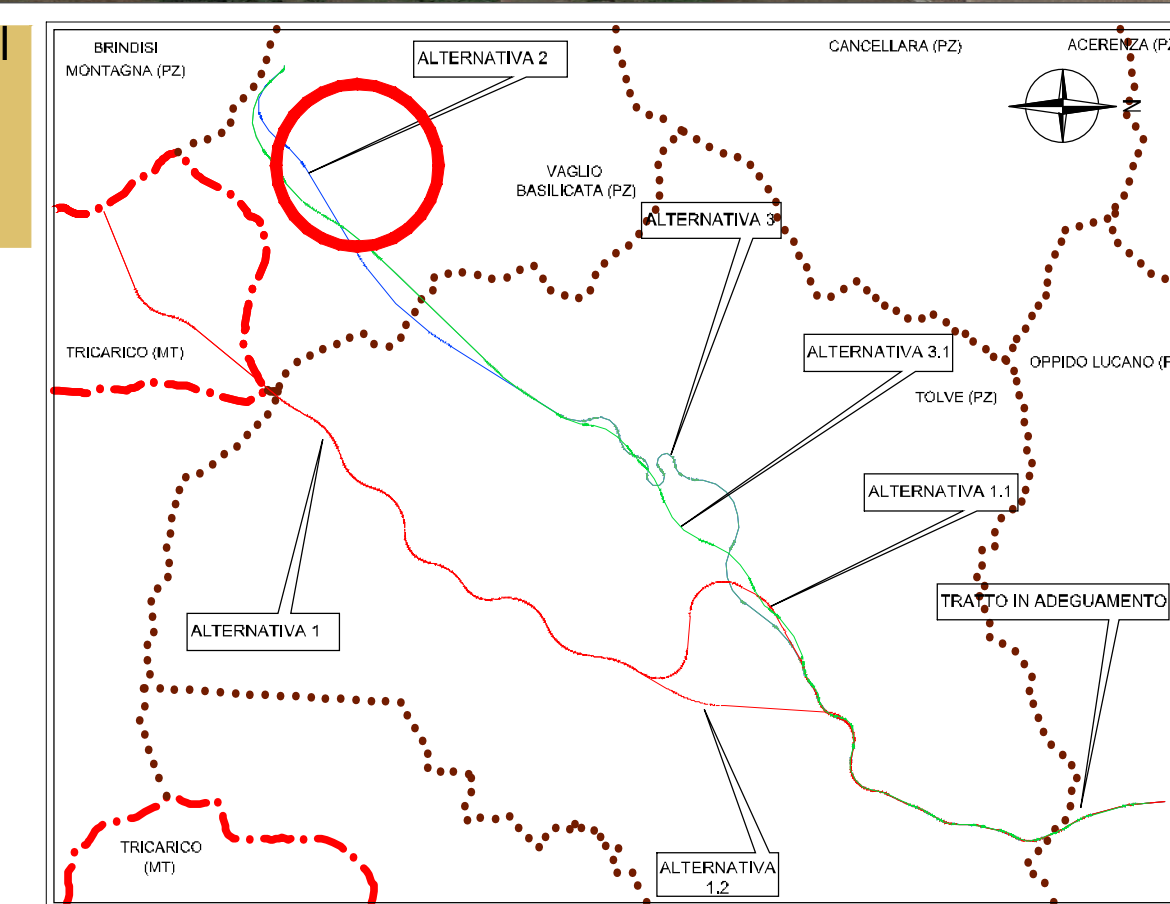 BRINDISI
MONTAGNA (PZ)
ALTERNATIVA 2
CANCELLARA (PZ)
ACERENZA (PZ
N
VAGLIO
BASILICATA (PZ)
ALTERNATIVA 3
TRICARICO (MT)
ALTERNATIVA 3.1
OPPIDO LUCANO (P
TOLVE (PZ)
ALTERNATIVA 1.1
TRATTO IN ADEGUAMENTO
ALTERNATIVA 1
TRICARICO
(MT)
ALTERNATIVA
1.2